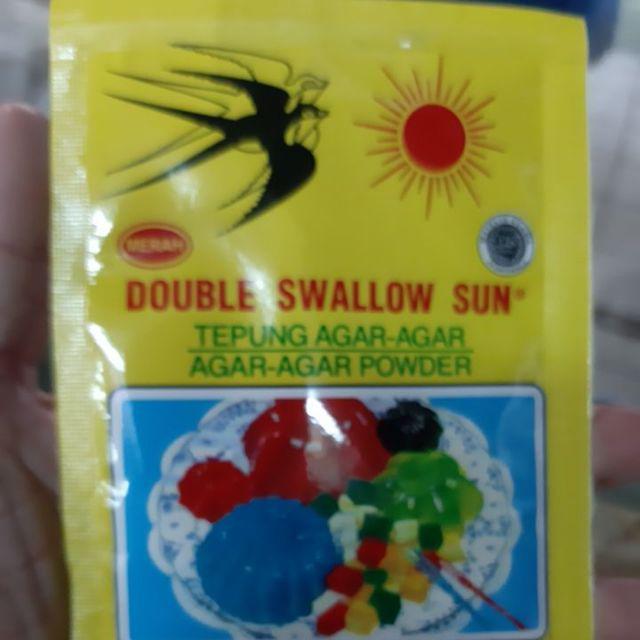 MERAH
DOUBLE SWALLOW SUN®
TEPUNG AGAR-AGAR
AGAR-AGAR POWDER